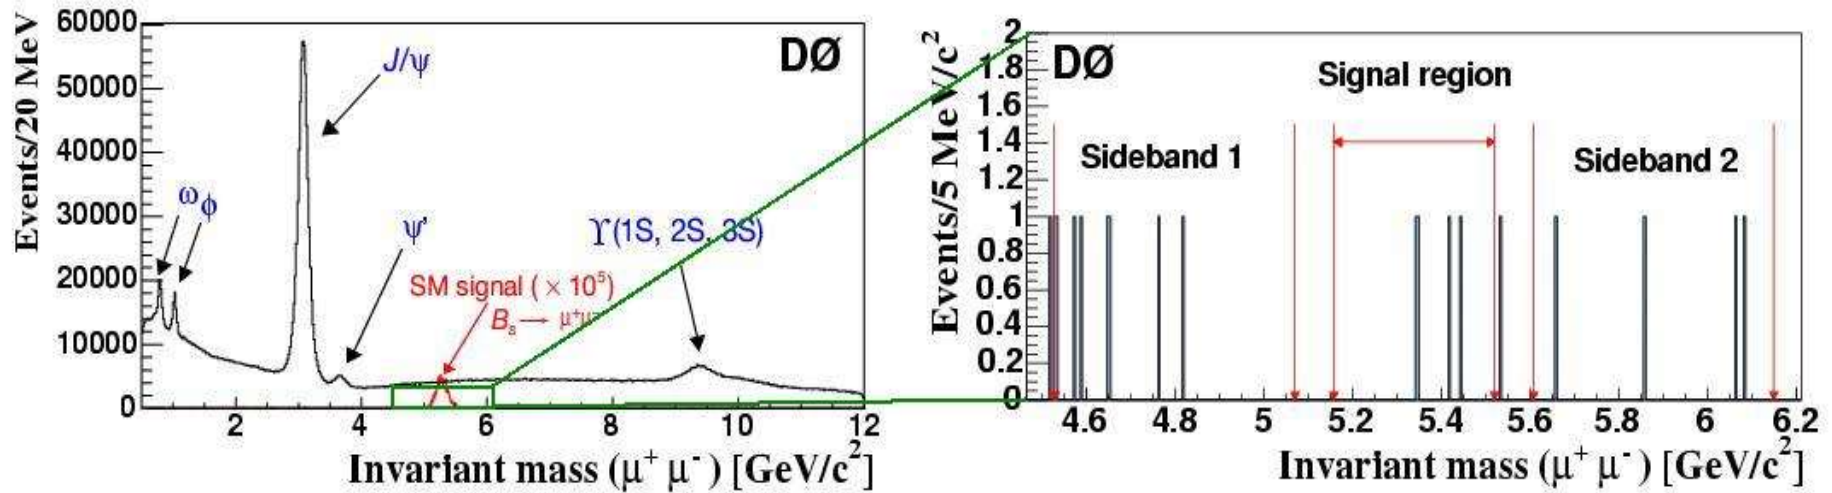 60000
50000
40000
30000
20000
10000
0
Events/20 MeV
DØ
J/ψ
ω
ϕ
ψ'
ϒ(1S, 2S, 3S)
SM signal ( × 10⁵)
Bₛ → μ⁺μ⁻
2 4 6 8 10 12
Invariant mass (μ⁺ μ⁻) [GeV/c²]
2
1.8
1.6
1.4
1.2
1
0.8
0.6
0.4
0.2
0
Events/5 MeV/c²
DØ
Signal region
Sideband 1
Sideband 2
4.6 4.8 5 5.2 5.4 5.6 5.8 6 6.2
Invariant mass (μ⁺ μ⁻) [GeV/c²]